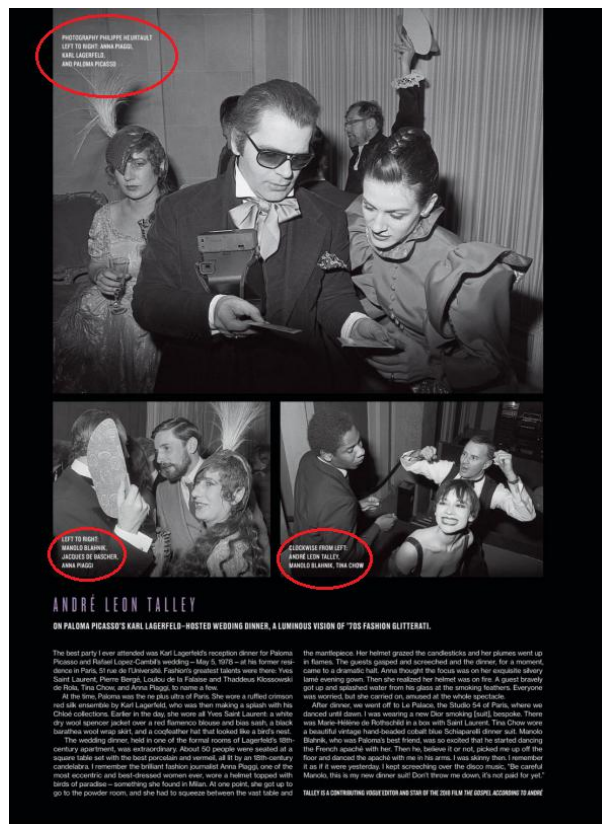 PHOTOGRAPHY PHILIPPE HEURTAULT
LEFT TO RIGHT: ANNA PIAGGI,
KARL LAGERFELD,
AND PALOMA PICASSO
LEFT TO RIGHT:
MANOLO BLAHNIK,
JACQUES DE BASCHER,
ANNA PIAGGI
CLOCKWISE FROM LEFT:
ANDRÉ LEON TALLEY,
MANOLO BLAHNIK, TINA CHOW
ANDRÉ LEON TALLEY
ON PALOMA PICASSO'S KARL LAGERFELD–HOSTED WEDDING DINNER, A LUMINOUS VISION OF '70S FASHION GLITTERATI.
The best party I ever attended was Karl Lagerfeld's reception dinner for Paloma
Picasso and Rafael Lopez-Cambil's wedding – May 5, 1978 – at his former resi-
dence in Paris, 51 rue de l'Université. Fashion's greatest talents were there: Yves
Saint Laurent, Pierre Bergé, Loulou de la Falaise and Thaddeus Klossowski
de Rola, Tina Chow, and Anna Piaggi, to name a few.
At the time, Paloma was the ne plus ultra of Paris. She wore a ruffled crimson
red silk ensemble by Karl Lagerfeld, who was then making a splash with his
Chloé collections. Earlier in the day, she wore all Yves Saint Laurent: a white
dry wool spencer jacket over a red flamenco blouse and bias sash, a black
barathea wool wrap skirt, and a coqfeather hat that looked like a bird's nest.
The wedding dinner, held in one of the formal rooms of Lagerfeld's 18th-
century apartment, was extraordinary. About 50 people were seated at a
square table set with the best porcelain and vermeil, all lit by an 18th-century
candelabra. I remember the brilliant fashion journalist Anna Piaggi, one of the
most eccentric and best-dressed women ever, wore a helmet topped with
birds of paradise – something she found in Milan. At one point, she got up to
go to the powder room, and she had to squeeze between the vast table and
the mantlepiece. Her helmet grazed the candlesticks and her plumes went up
in flames. The guests gasped and screeched and the dinner, for a moment,
came to a dramatic halt. Anna thought the focus was on her exquisite silvery
lamé evening gown. Then she realized her helmet was on fire. A guest bravely
got up and splashed water from his glass at the smoking feathers. Everyone
was worried, but she carried on, amused at the whole spectacle.
After dinner, we went off to Le Palace, the Studio 54 of Paris, where we
danced until dawn. I was wearing a new Dior smoking [suit], bespoke. There
was Marie-Hélène de Rothschild in a box with Saint Laurent. Tina Chow wore
a beautiful vintage hand-beaded cobalt blue Schiaparelli dinner suit. Manolo
Blahnik, who was Paloma's best friend, was so excited that he started dancing
the French apaché with her. Then he, believe it or not, picked me up off the
floor and danced the apaché with me in his arms. I was skinny then. I remember
it as if it were yesterday. I kept screeching over the disco music, "Be careful
Manolo, this is my new dinner suit! Don't throw me down, it's not paid for yet."
TALLEY IS A CONTRIBUTING VOGUE EDITOR AND STAR OF THE 2018 FILM THE GOSPEL ACCORDING TO ANDRÉ